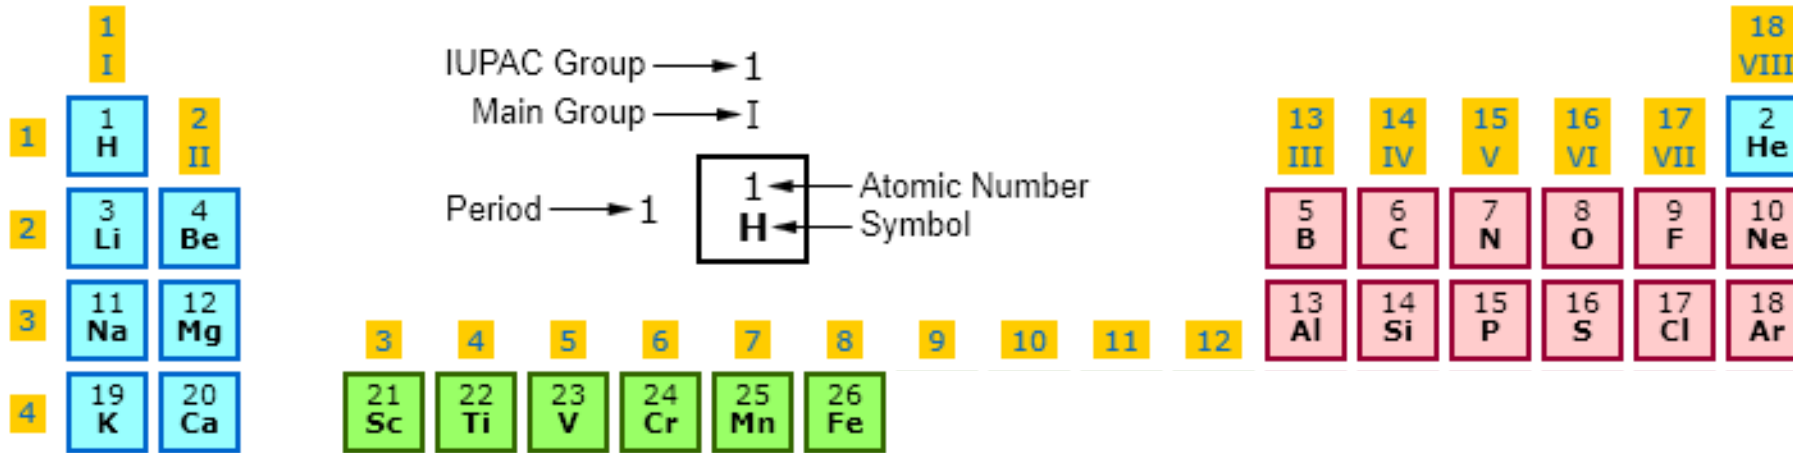 1
I
18
VIII
IUPAC Group 1
Main Group I
1
1
H
2
II
13
III
14
IV
15
V
16
VI
17
VII
2
He
Period 1
1
H
Atomic Number
Symbol
2
3
Li
4
Be
5
B
6
C
7
N
8
O
9
F
10
Ne
3
11
Na
12
Mg
3 4 5 6 7 8 9 10 11 12
13
Al
14
Si
15
P
16
S
17
Cl
18
Ar
4
19
K
20
Ca
21
Sc
22
Ti
23
V
24
Cr
25
Mn
26
Fe